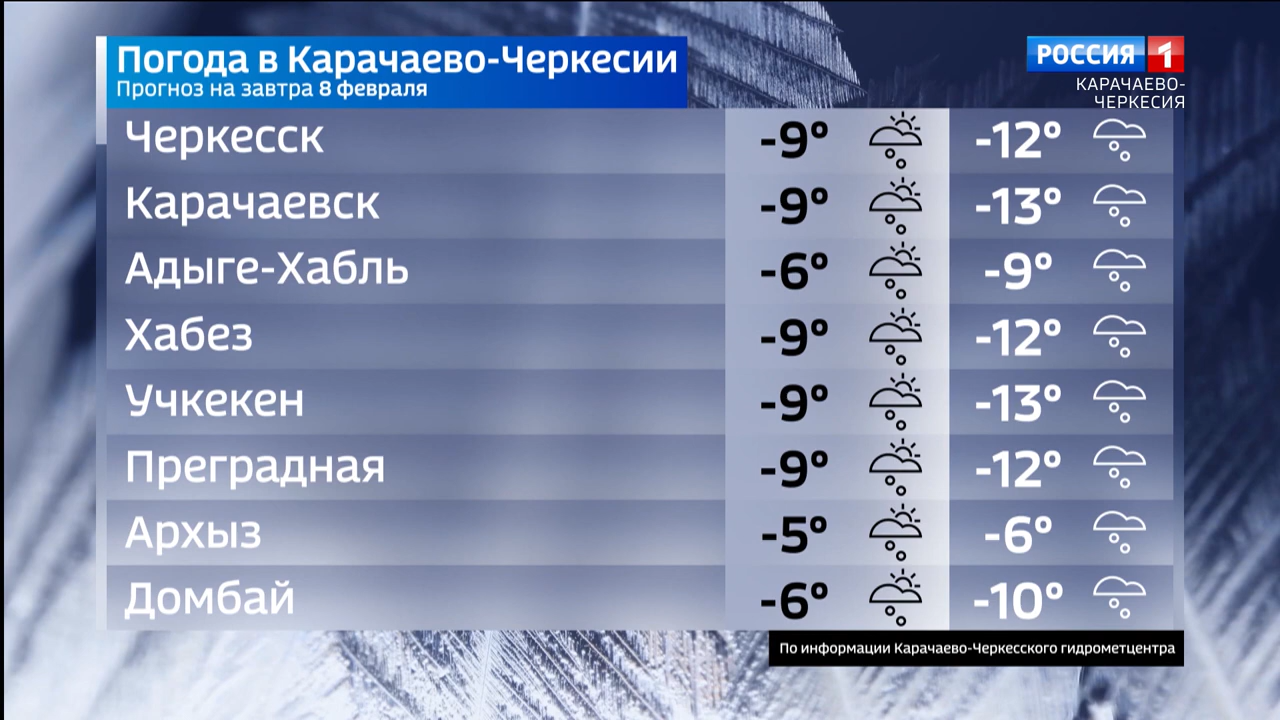 Погода в Карачаево-Черкесии
Прогноз на завтра 8 февраля
РОССИЯ 1
КАРАЧАЕВО-
ЧЕРКЕСИЯ
Черкесск -9° -12°
Карачаевск -9° -13°
Адыге-Хабль -6° -9°
Хабез -9° -12°
Учкекен -9° -13°
Преградная -9° -12°
Архыз -5° -6°
Домбай -6° -10°
По информации Карачаево-Черкесского гидрометцентра